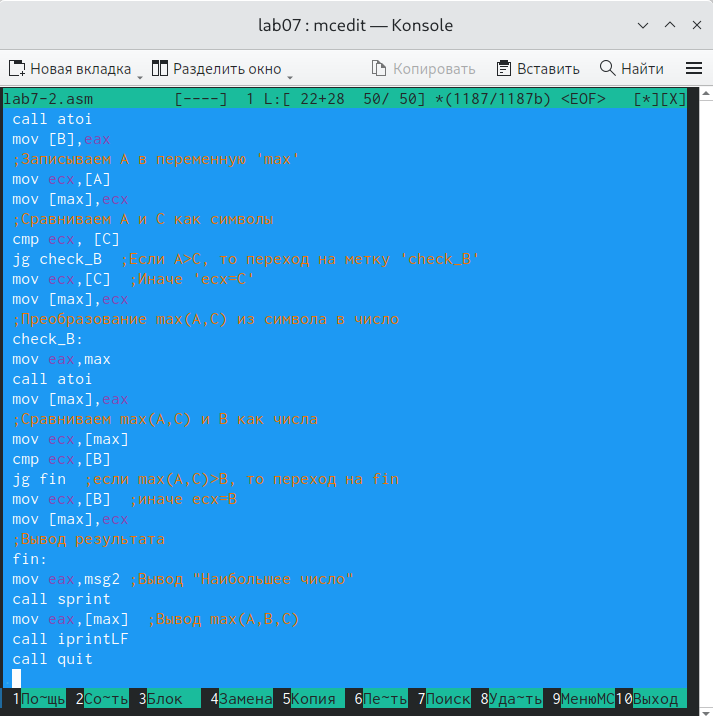 lab07 : mcedit — Konsole
Новая вкладка Разделить окно Копировать Вставить Найти
lab7-2.asm [----] 1 L:[ 22+28 50/ 50] *(1187/1187b) <EOF> [*][X]
call atoi
mov [B],eax
;Записываем A в переменную 'max'
mov ecx,[A]
mov [max],ecx
;Сравниваем A и C как символы
cmp ecx, [C]
jg check_B ;Если A>C, то переход на метку 'check_B'
mov ecx,[C] ;Иначе 'ecx=C'
mov [max],ecx
;Преобразование max(A,C) из символа в число
check_B:
mov eax,max
call atoi
mov [max],eax
;Сравниваем max(A,C) и B как числа
mov ecx,[max]
cmp ecx,[B]
jg fin ;если max(A,C)>B, то переход на fin
mov ecx,[B] ;иначе ecx=B
mov [max],ecx
;Вывод результата
fin:
mov eax,msg2 ;Вывод "Наибольшее число"
call sprint
mov eax,[max] ;Вывод max(A,B,C)
call iprintLF
call quit
1По~щь 2Со~ть 3Блок 4Замена 5Копия 6Пе~ть 7Поиск 8Уда~ть 9МенюMC 10Выход